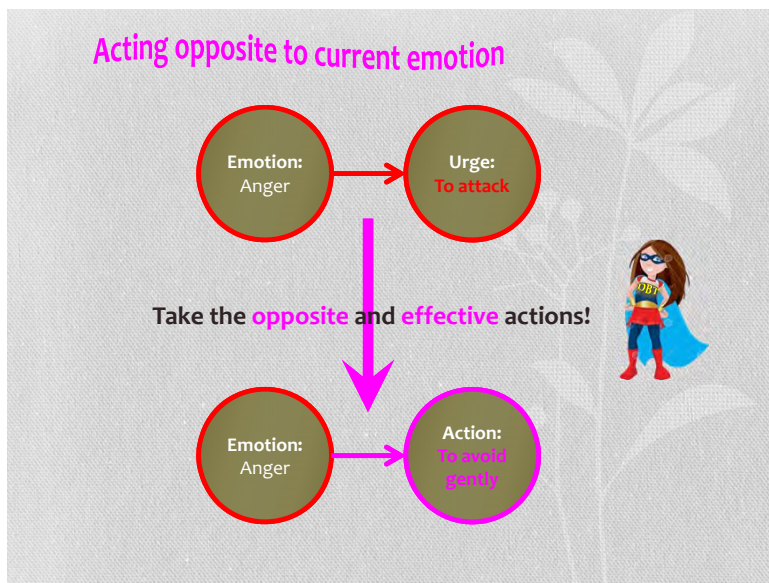 Acting opposite to current emotion
Emotion:
Anger
Urge:
To attack
Take the opposite and effective actions!
OBT
Emotion:
Anger
Action:
To avoid
gently